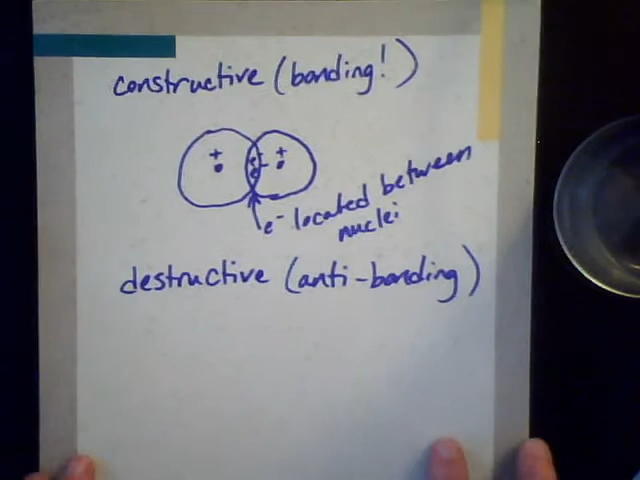 constructive (bonding!)
+ +
e⁻ located between
nuclei
destructive (anti-bonding)